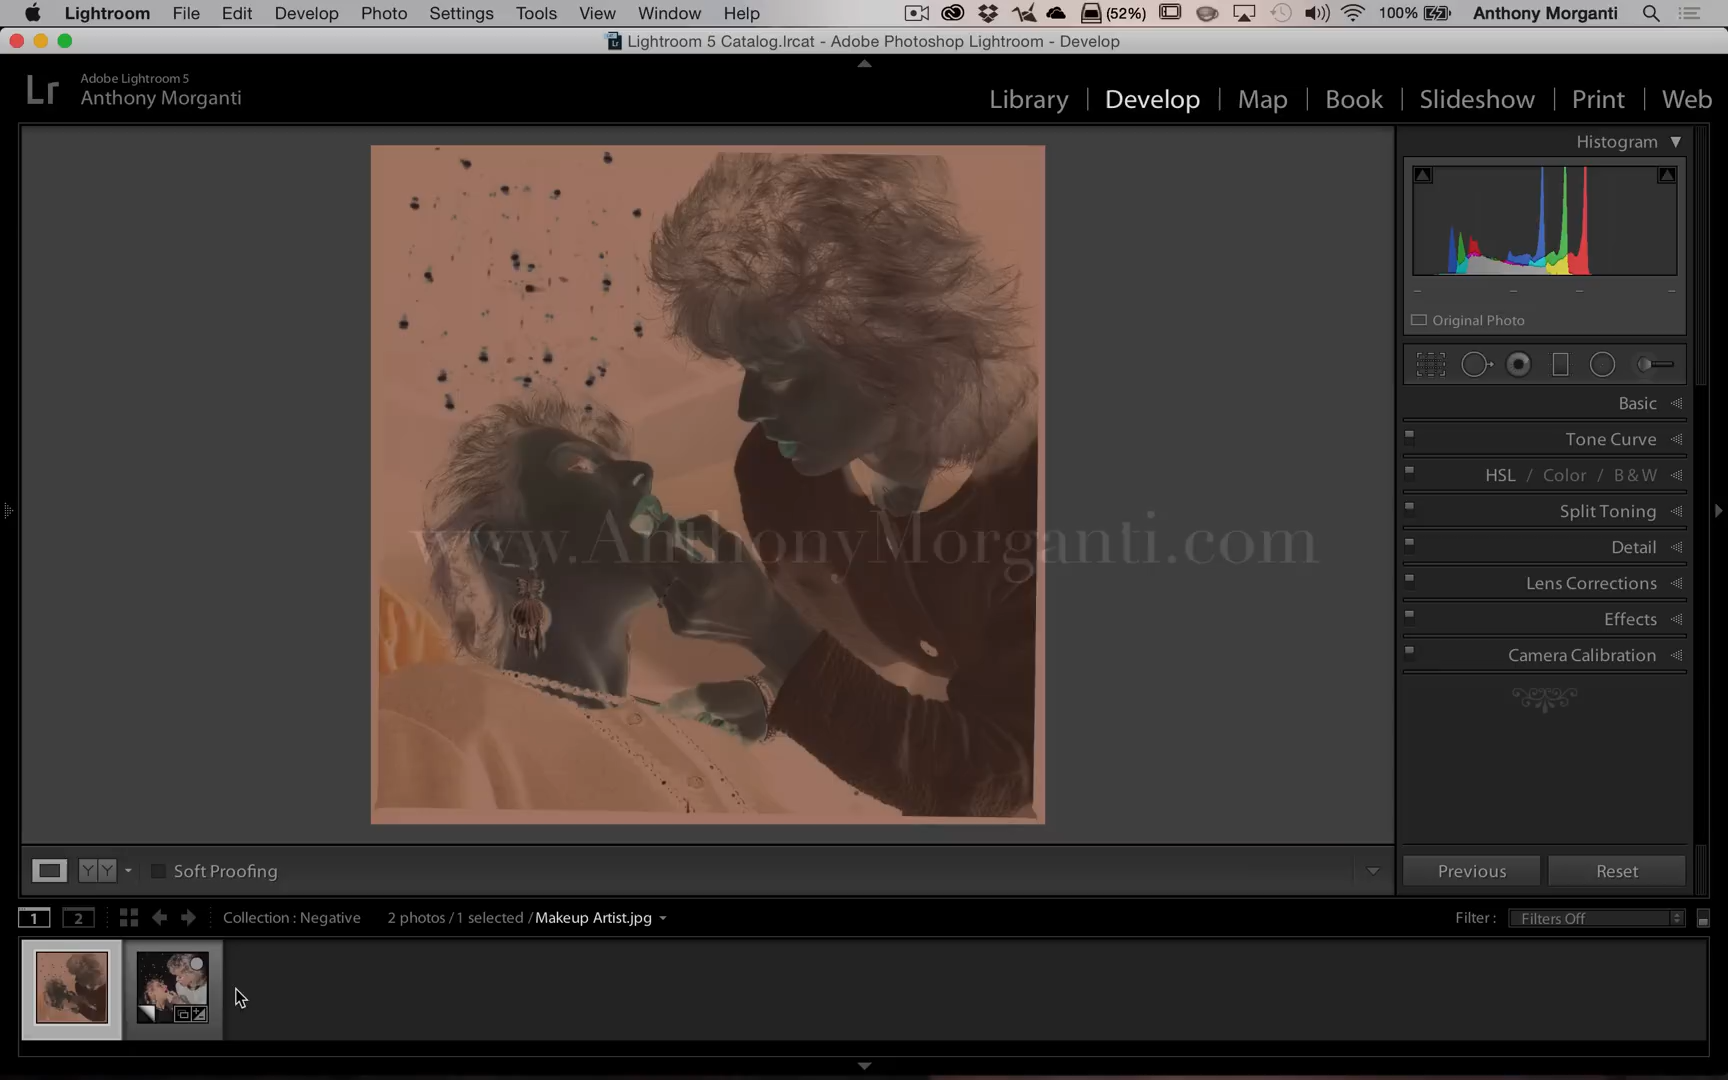 Lightroom File Edit Develop Photo Settings Tools View Window Help (52%) 100% Anthony Morganti
Lightroom 5 Catalog.lrcat - Adobe Photoshop Lightroom - Develop
Lr Adobe Lightroom 5
Anthony Morganti
Library | Develop | Map | Book | Slideshow | Print | Web
Histogram
Original Photo
Basic
Tone Curve
HSL / Color / B & W
Split Toning
Detail
Lens Corrections
Effects
Camera Calibration
www.AnthonyMorganti.com
YY Soft Proofing
Previous Reset
1 2 Collection : Negative 2 photos / 1 selected / Makeup Artist.jpg Filter : Filters Off